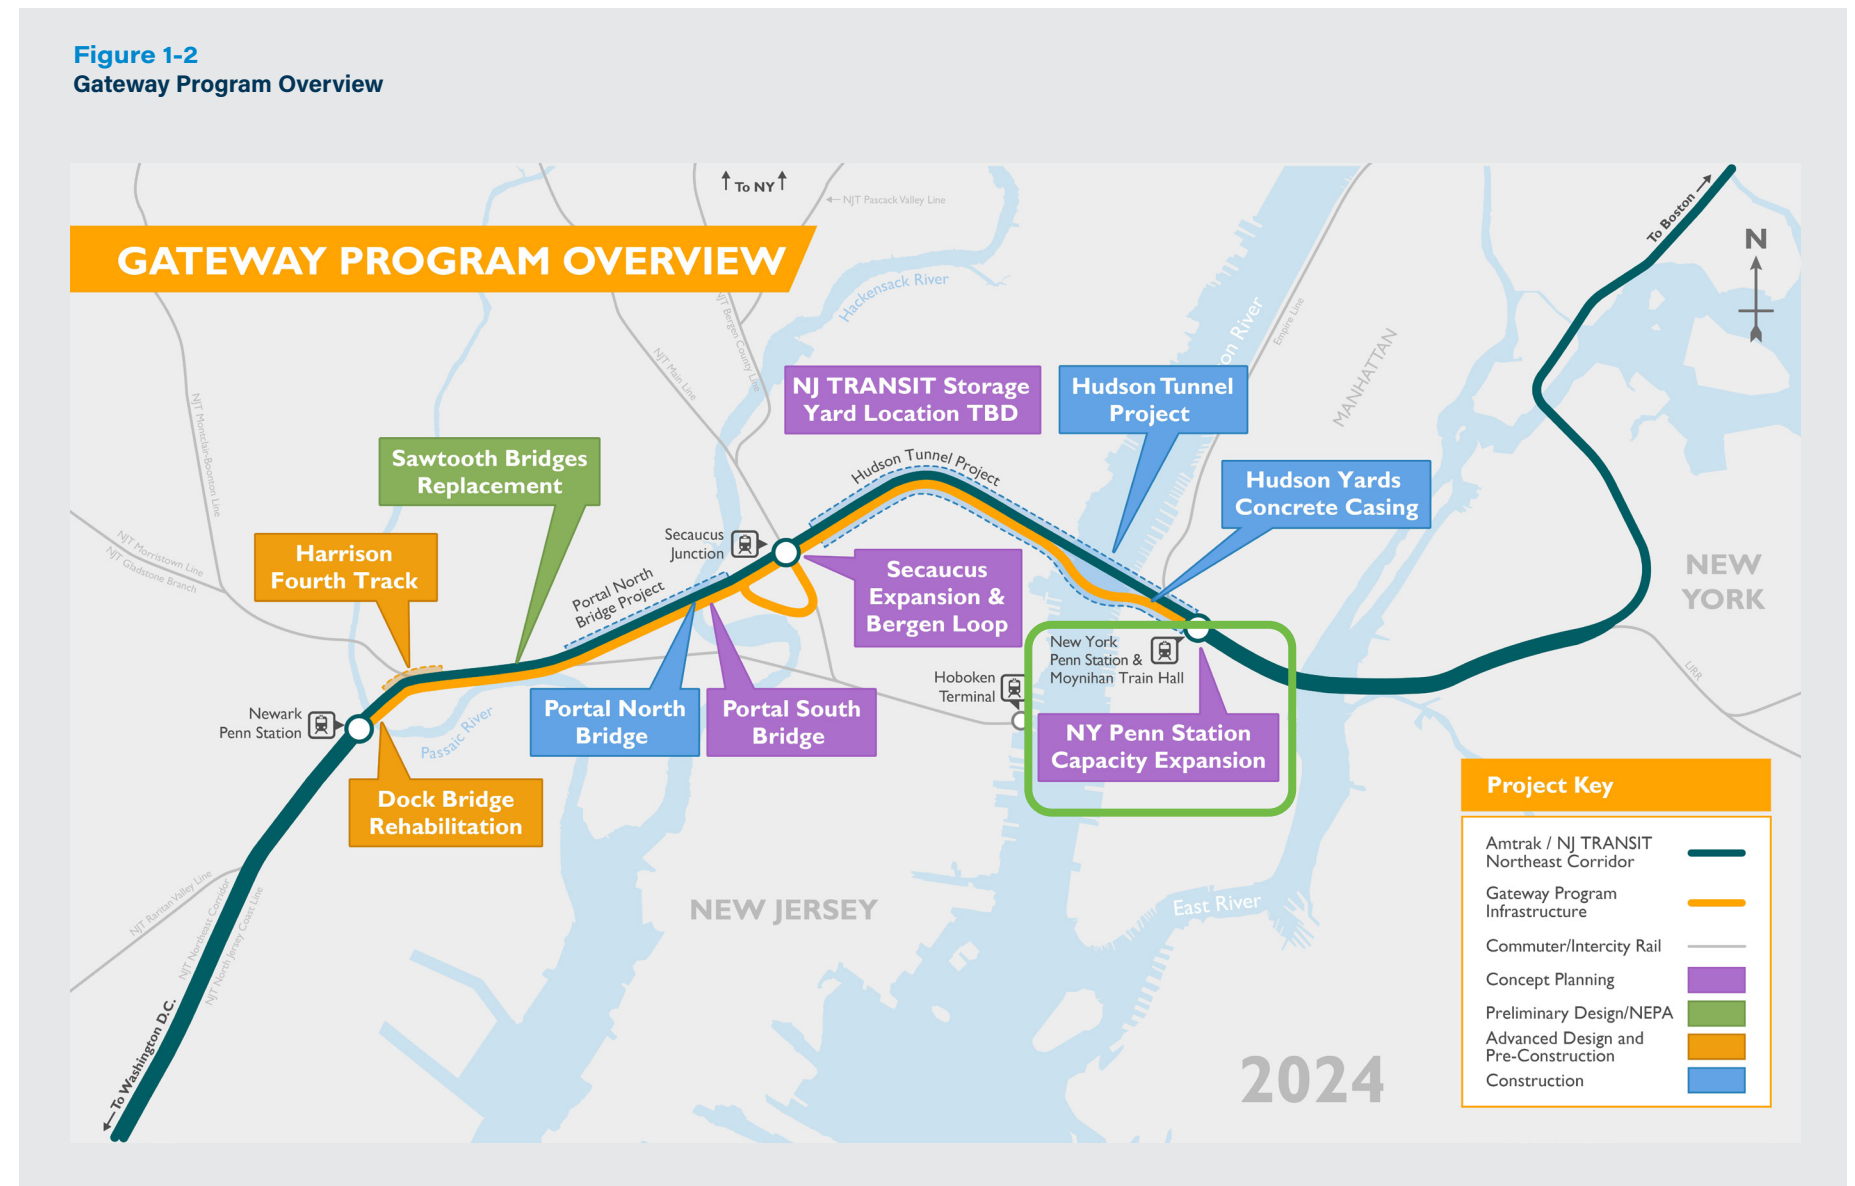 Figure 1-2
Gateway Program Overview
To NY
NJT Pascack Valley Line
GATEWAY PROGRAM OVERVIEW
To Boston
N
Hackensack River
NJT Bergen County Line
NJT Main Line
on River
Empire Line
MANHATTAN
NJT Montclair-Boonton Line
NJ TRANSIT Storage
Yard Location TBD
Hudson Tunnel
Project
Sawtooth Bridges
Replacement
Hudson Tunnel Project
Hudson Yards
Concrete Casing
NJT Morristown Line
NJT Gladstone Branch
Harrison
Fourth Track
Secaucus
Junction
Portal North
Bridge Project
Secaucus
Expansion &
Bergen Loop
NEW
YORK
New York
Penn Station &
Moynihan Train Hall
LIRR
Hoboken
Terminal
Newark
Penn Station
Passaic River
Portal North
Bridge
Portal South
Bridge
NY Penn Station
Capacity Expansion
Dock Bridge
Rehabilitation
NJT Raritan Valley Line
NJT Northeast Corridor
NJT North Jersey Coast Line
NEW JERSEY
East River
To Washington D.C.
2024
Project Key
Amtrak / NJ TRANSIT
Northeast Corridor
Gateway Program
Infrastructure
Commuter/Intercity Rail
Concept Planning
Preliminary Design/NEPA
Advanced Design and
Pre-Construction
Construction